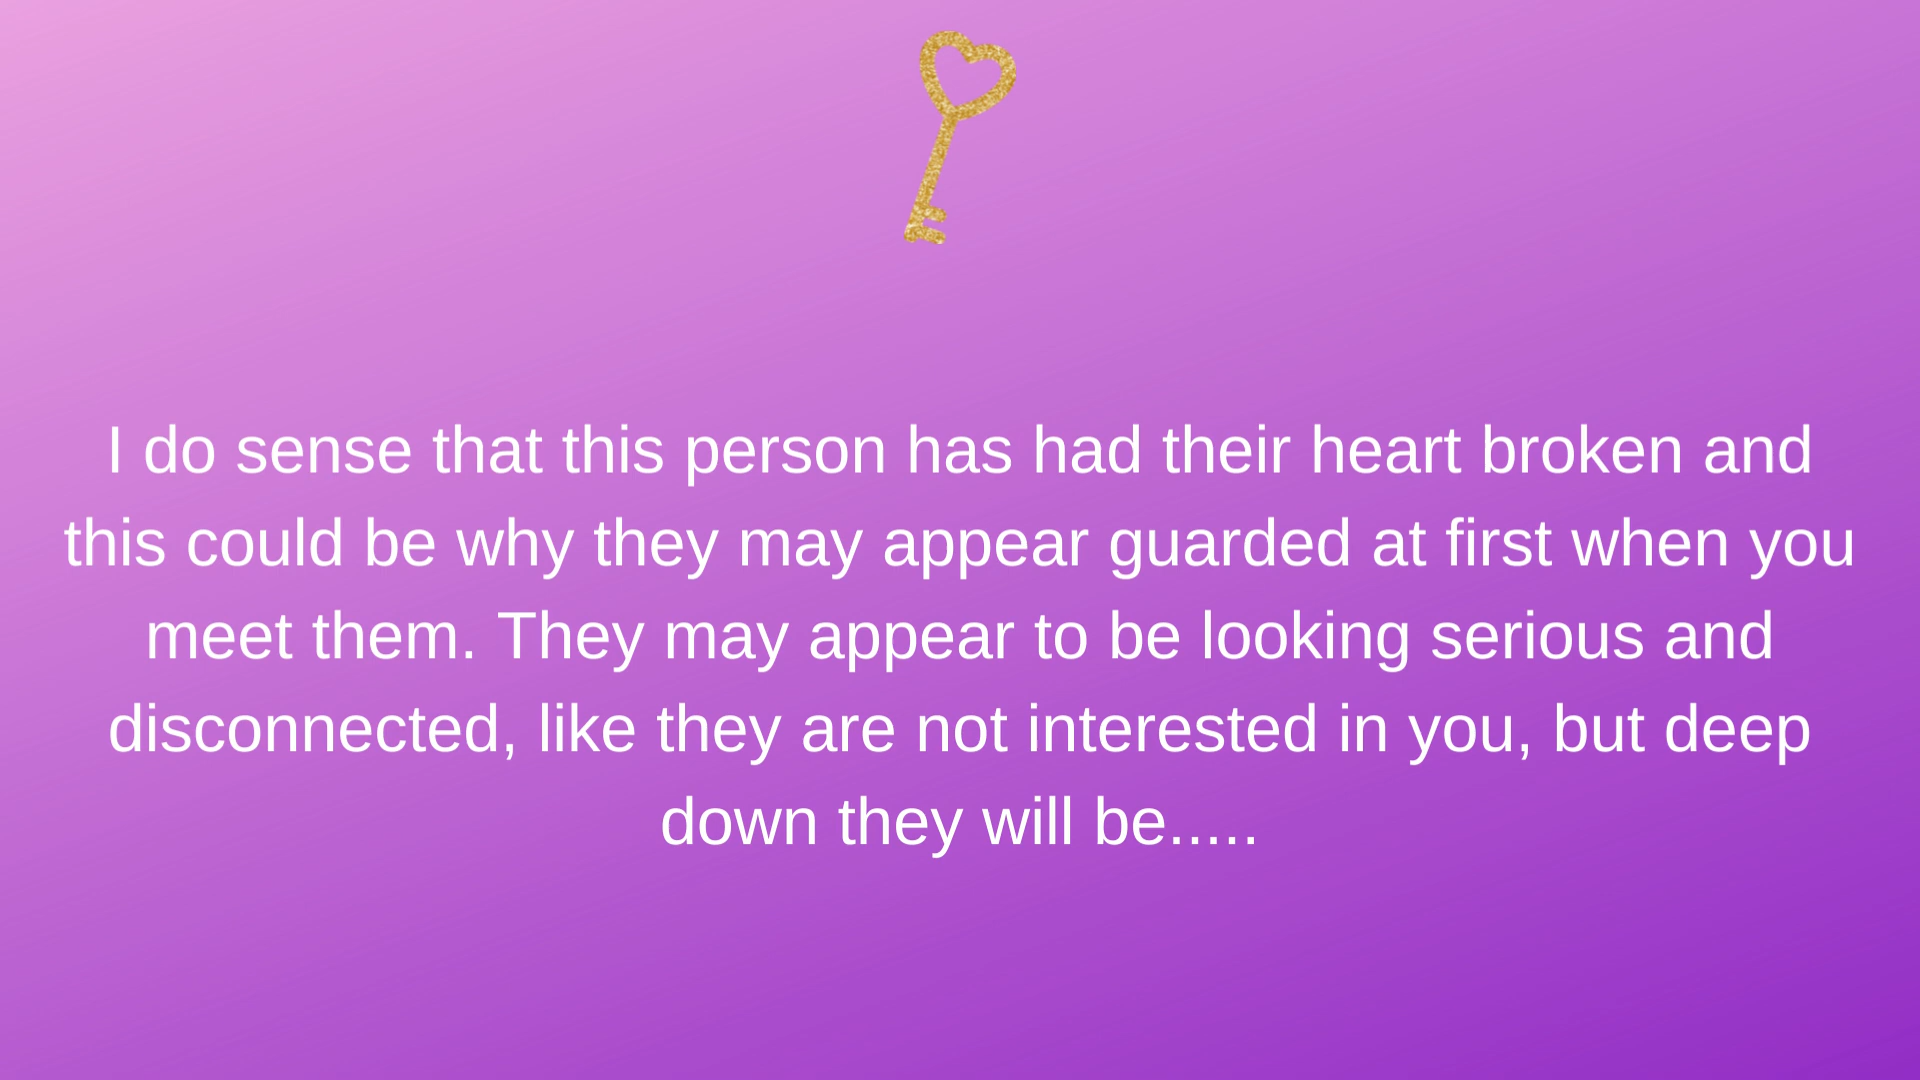 I do sense that this person has had their heart broken and
this could be why they may appear guarded at first when you
meet them. They may appear to be looking serious and
disconnected, like they are not interested in you, but deep
down they will be.....